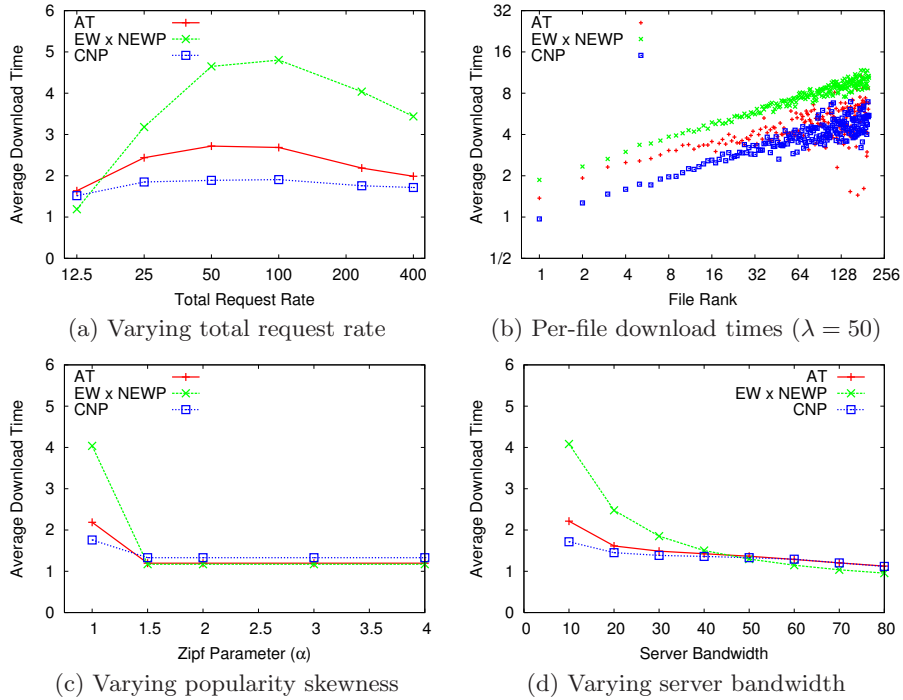 6
5
4
3
2
1
0
12.5 25 50 100 200 400
Average Download Time
Total Request Rate
AT
EW x NEWP
CNP
(a) Varying total request rate
32
16
8
4
2
1
1/2
1 2 4 8 16 32 64 128 256
Average Download Time
File Rank
AT
EW x NEWP
CNP
(b) Per-file download times (λ = 50)
6
5
4
3
2
1
0
1 1.5 2 2.5 3 3.5 4
Average Download Time
Zipf Parameter (α)
AT
EW x NEWP
CNP
(c) Varying popularity skewness
6
5
4
3
2
1
0
0 10 20 30 40 50 60 70 80
Average Download Time
Server Bandwidth
AT
EW x NEWP
CNP
(d) Varying server bandwidth